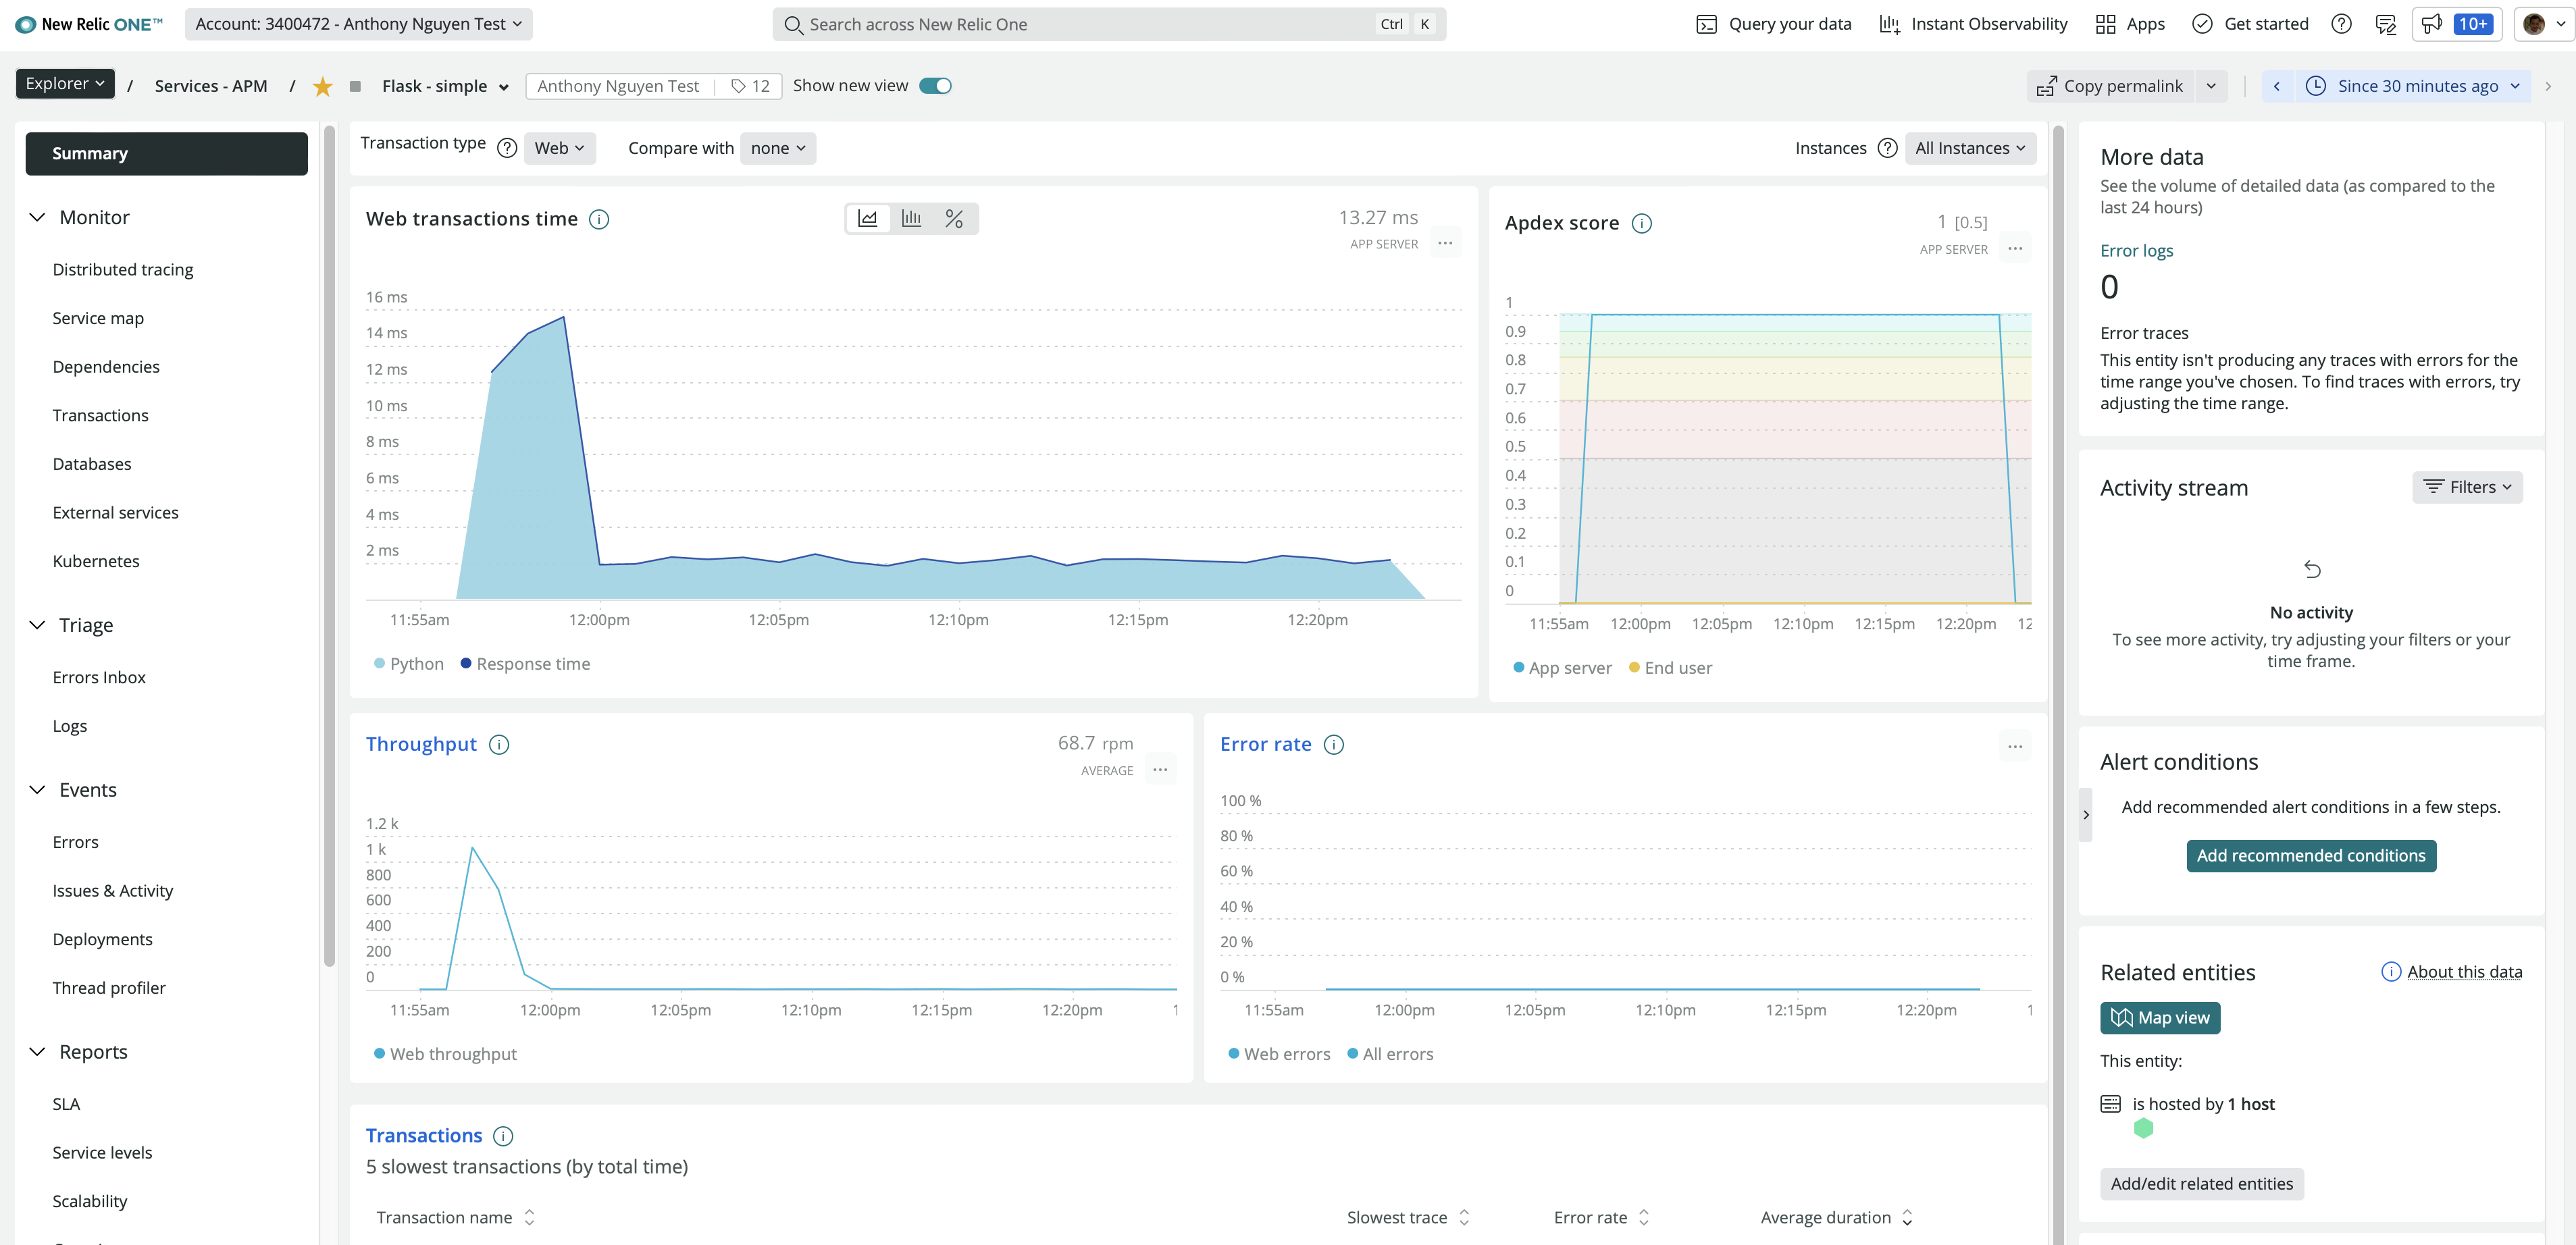 New Relic ONE™
Account: 3400472 - Anthony Nguyen Test
Search across New Relic One
Ctrl K
Query your data
Instant Observability
Apps
Get started
10+
Explorer / Services - APM / Flask - simple
Anthony Nguyen Test 12
Show new view
Copy permalink
Since 30 minutes ago
Summary
Monitor
Distributed tracing
Service map
Dependencies
Transactions
Databases
External services
Kubernetes
Triage
Errors Inbox
Logs
Events
Errors
Issues & Activity
Deployments
Thread profiler
Reports
SLA
Service levels
Scalability
Transaction type
Web
Compare with none
Instances
All Instances
Web transactions time
%
13.27 ms
APP SERVER
16 ms
14 ms
12 ms
10 ms
8 ms
6 ms
4 ms
2 ms
11:55am 12:00pm 12:05pm 12:10pm 12:15pm 12:20pm
Python Response time
Apdex score
1 [0.5]
APP SERVER
1
0.9
0.8
0.7
0.6
0.5
0.4
0.3
0.2
0.1
0
11:55am 12:00pm 12:05pm 12:10pm 12:15pm 12:20pm 12
App server End user
Throughput
68.7 rpm
AVERAGE
1.2 k
1 k
800
600
400
200
0
11:55am 12:00pm 12:05pm 12:10pm 12:15pm 12:20pm 1
Web throughput
Error rate
100 %
80 %
60 %
40 %
20 %
0 %
11:55am 12:00pm 12:05pm 12:10pm 12:15pm 12:20pm 1
Web errors All errors
Transactions
5 slowest transactions (by total time)
Transaction name Slowest trace Error rate Average duration
More data
See the volume of detailed data (as compared to the
last 24 hours)
Error logs
0
Error traces
This entity isn't producing any traces with errors for the
time range you've chosen. To find traces with errors, try
adjusting the time range.
Activity stream
Filters
No activity
To see more activity, try adjusting your filters or your
time frame.
Alert conditions
Add recommended alert conditions in a few steps.
Add recommended conditions
Related entities
About this data
Map view
This entity:
is hosted by 1 host
Add/edit related entities